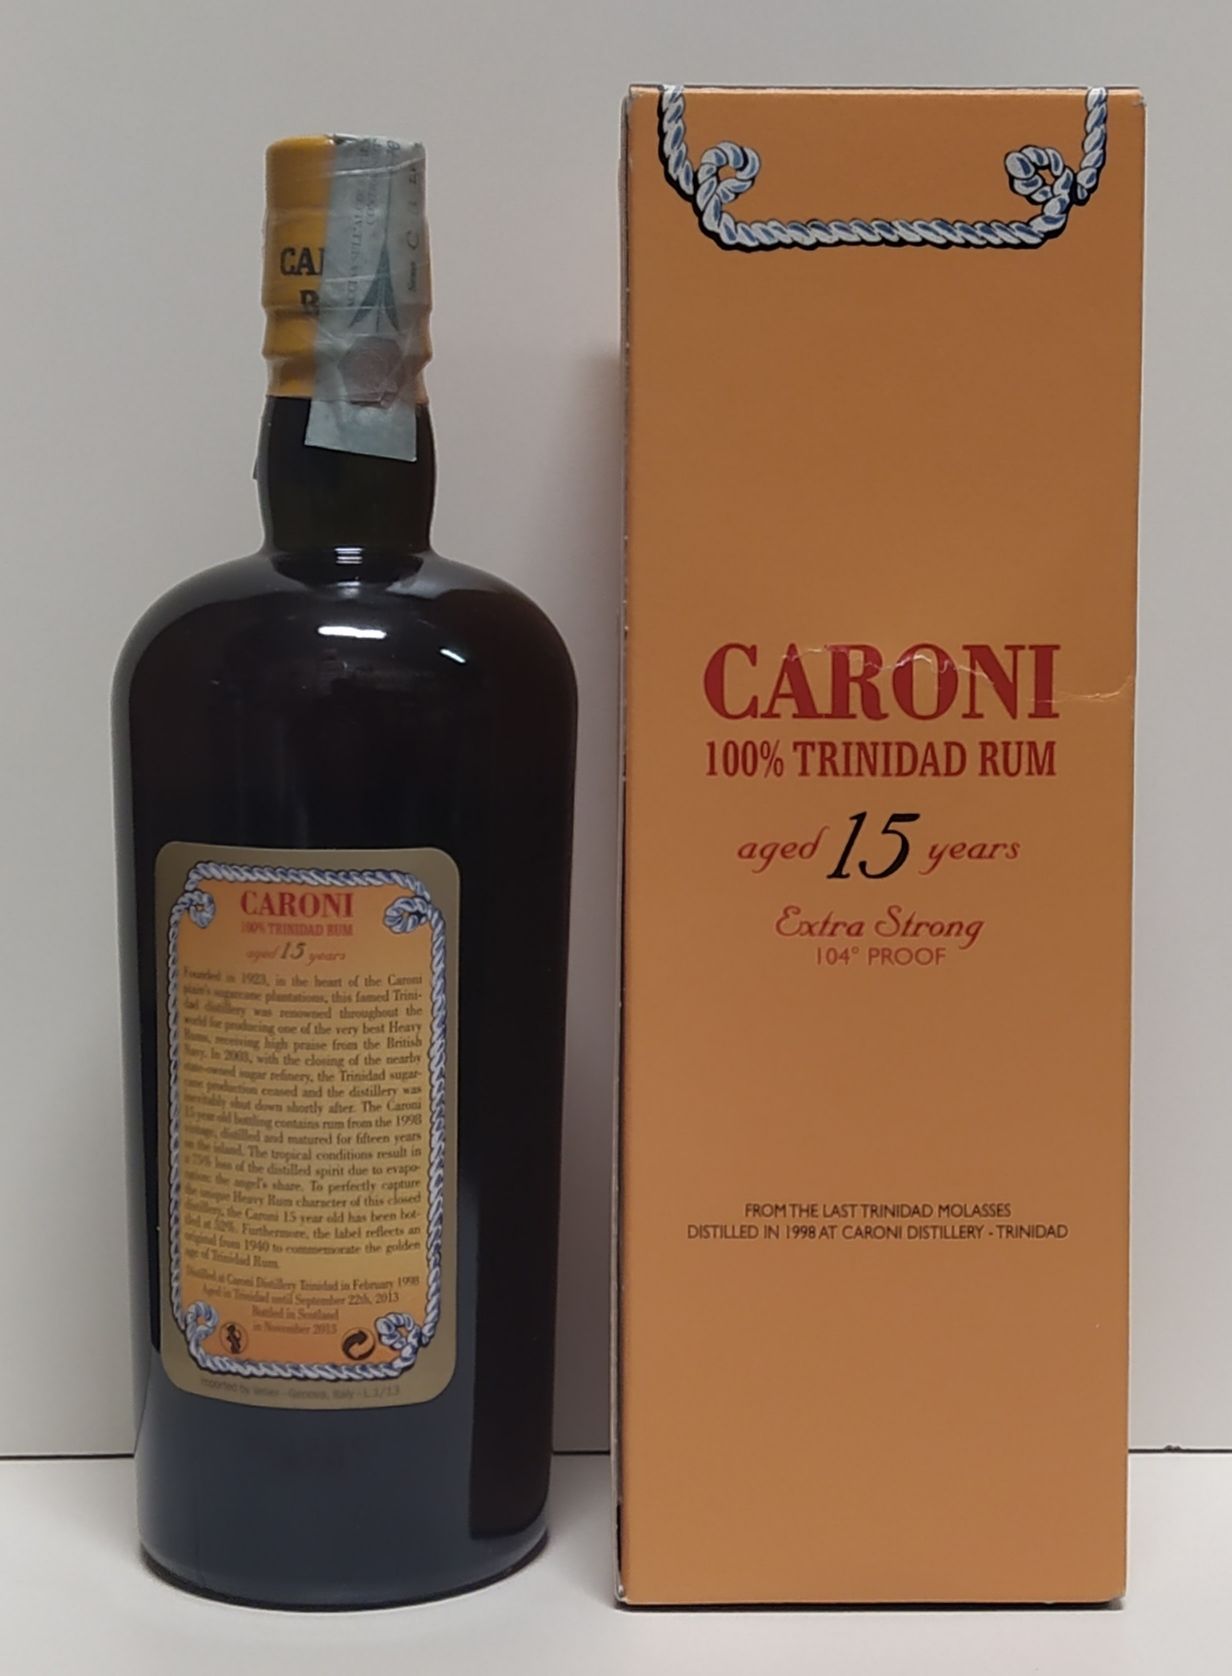 CARONI
100% TRINIDAD RUM
aged 15 years
Founded in 1923, in the heart of the Caroni
plain's sugarcane plantations, this famed Trini-
dad distillery was renowned throughout the
world for producing one of the very best Heavy
Rums, receiving high praise from the British
Navy. In 2003, with the closing of the nearby
state-owned sugar refinery, the Trinidad sugar-
cane production ceased and the distillery was
inevitably shut down shortly after. The Caroni
15 year old bottling contains rum from the 1998
vintage, distilled and matured for fifteen years
on the island. The tropical conditions result in
a 75% loss of the distilled spirit due to evapo-
ration: the angel's share. To perfectly capture
the unique Heavy Rum character of this closed
distillery, the Caroni 15 year old has been bot-
tled at 52%. Furthermore, the label reflects an
original from 1940 to commemorate the golden
age of Trinidad Rum.
Distilled at Caroni Distillery Trinidad in February 1998
Aged in Trinidad until September 22th, 2013
Bottled in Scotland
in November 2013
Imported by Velier - Genova, Italy - L.1/13
CARONI
100% TRINIDAD RUM
aged 15 years
Extra Strong
104° PROOF
FROM THE LAST TRINIDAD MOLASSES
DISTILLED IN 1998 AT CARONI DISTILLERY - TRINIDAD